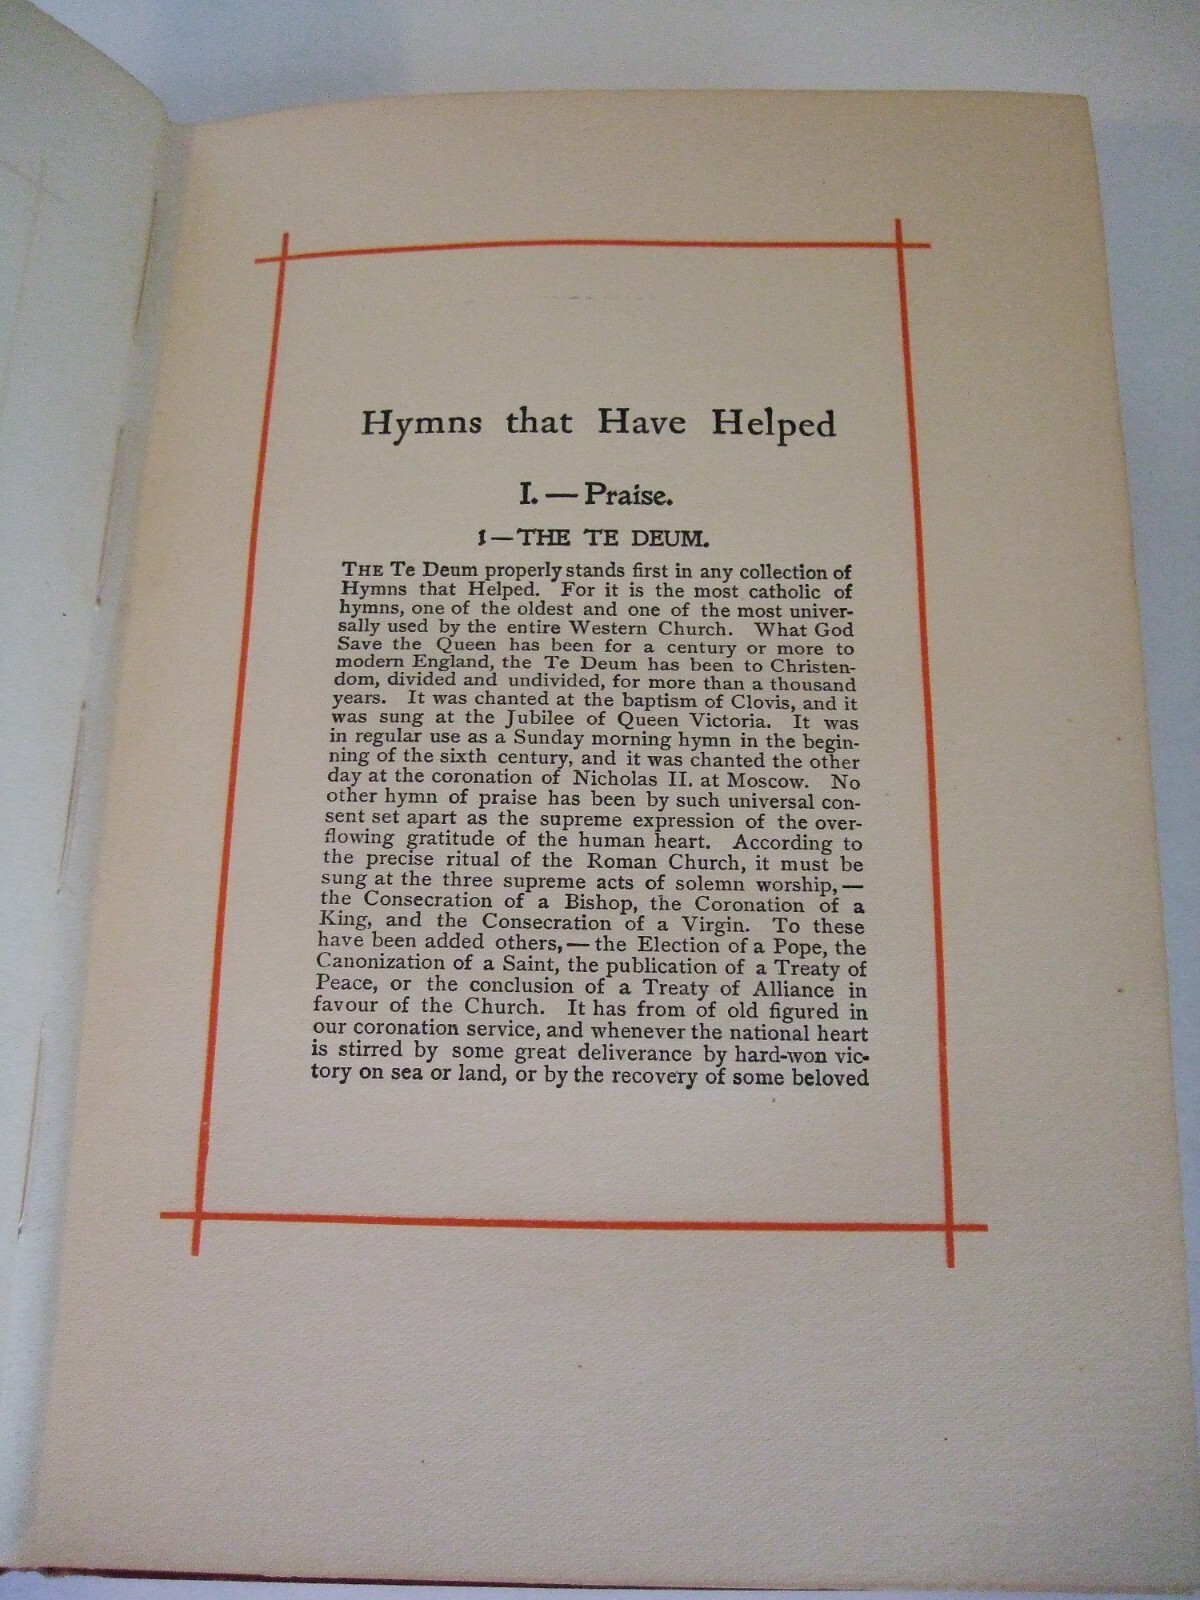 Hymns that Have Helped
I. — Praise.
1—THE TE DEUM.
THE Te Deum properly stands first in any collection of
Hymns that Helped. For it is the most catholic of
hymns, one of the oldest and one of the most univer-
sally used by the entire Western Church. What God
Save the Queen has been for a century or more to
modern England, the Te Deum has been to Christen-
dom, divided and undivided, for more than a thousand
years. It was chanted at the baptism of Clovis, and it
was sung at the Jubilee of Queen Victoria. It was
in regular use as a Sunday morning hymn in the begin-
ning of the sixth century, and it was chanted the other
day at the coronation of Nicholas II. at Moscow. No
other hymn of praise has been by such universal con-
sent set apart as the supreme expression of the over-
flowing gratitude of the human heart. According to
the precise ritual of the Roman Church, it must be
sung at the three supreme acts of solemn worship, —
the Consecration of a Bishop, the Coronation of a
King, and the Consecration of a Virgin. To these
have been added others, — the Election of a Pope, the
Canonization of a Saint, the publication of a Treaty of
Peace, or the conclusion of a Treaty of Alliance in
favour of the Church. It has from of old figured in
our coronation service, and whenever the national heart
is stirred by some great deliverance by hard-won vic-
tory on sea or land, or by the recovery of some beloved